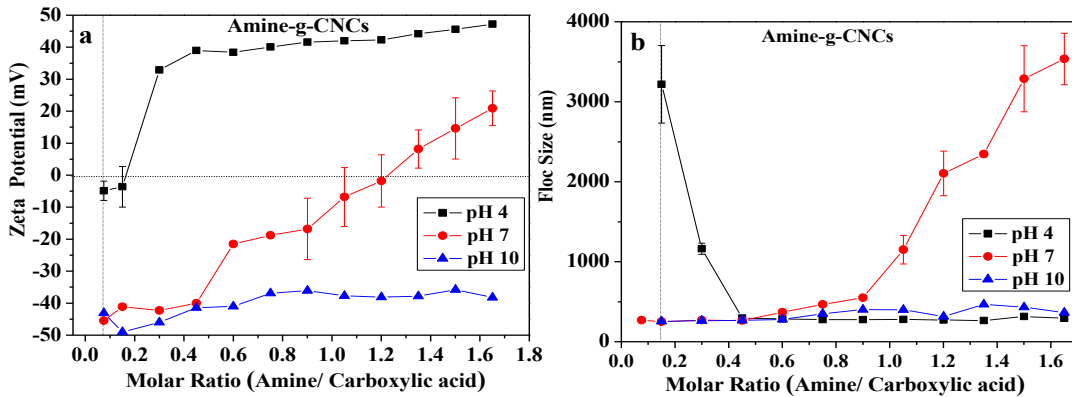 a
Amine-g-CNCs
Zeta Potential (mV)
50
40
30
20
10
0
-10
-20
-30
-40
-50
pH 4
pH 7
pH 10
0.0 0.2 0.4 0.6 0.8 1.0 1.2 1.4 1.6 1.8
Molar Ratio (Amine/ Carboxylic acid)
b
Amine-g-CNCs
Floc Size (nm)
4000
3000
2000
1000
0
pH 4
pH 7
pH 10
0.0 0.2 0.4 0.6 0.8 1.0 1.2 1.4 1.6
Molar Ratio (Amine/ Carboxylic acid)